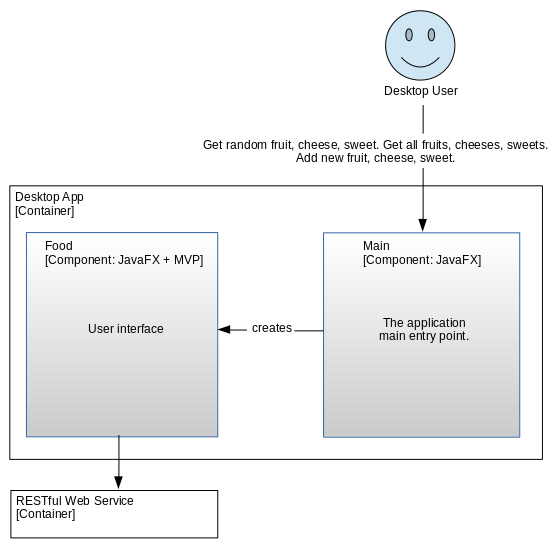 Desktop User
Get random fruit, cheese, sweet. Get all fruits, cheeses, sweets.
Add new fruit, cheese, sweet.
Desktop App
[Container]
Food
[Component: JavaFX + MVP]
User interface
creates
Main
[Component: JavaFX]
The application
main entry point.
RESTful Web Service
[Container]